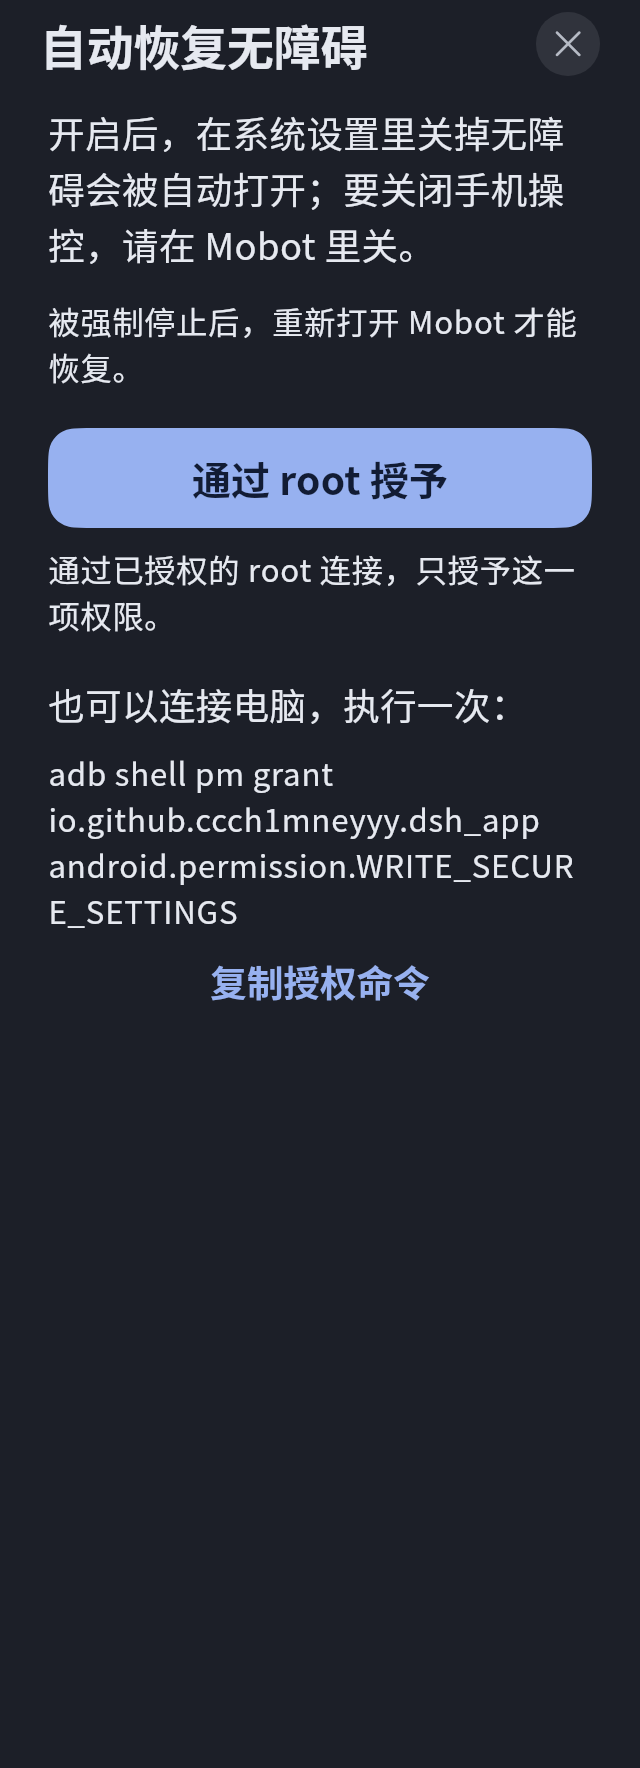 自动恢复无障碍
开启后，在系统设置里关掉无障
碍会被自动打开；要关闭手机操
控，请在 Mobot 里关。
被强制停止后，重新打开 Mobot 才能
恢复。
通过 root 授予
通过已授权的 root 连接，只授予这一
项权限。
也可以连接电脑，执行一次：
adb shell pm grant
io.github.ccch1mneyyy.dsh_app
android.permission.WRITE_SECUR
E_SETTINGS
复制授权命令